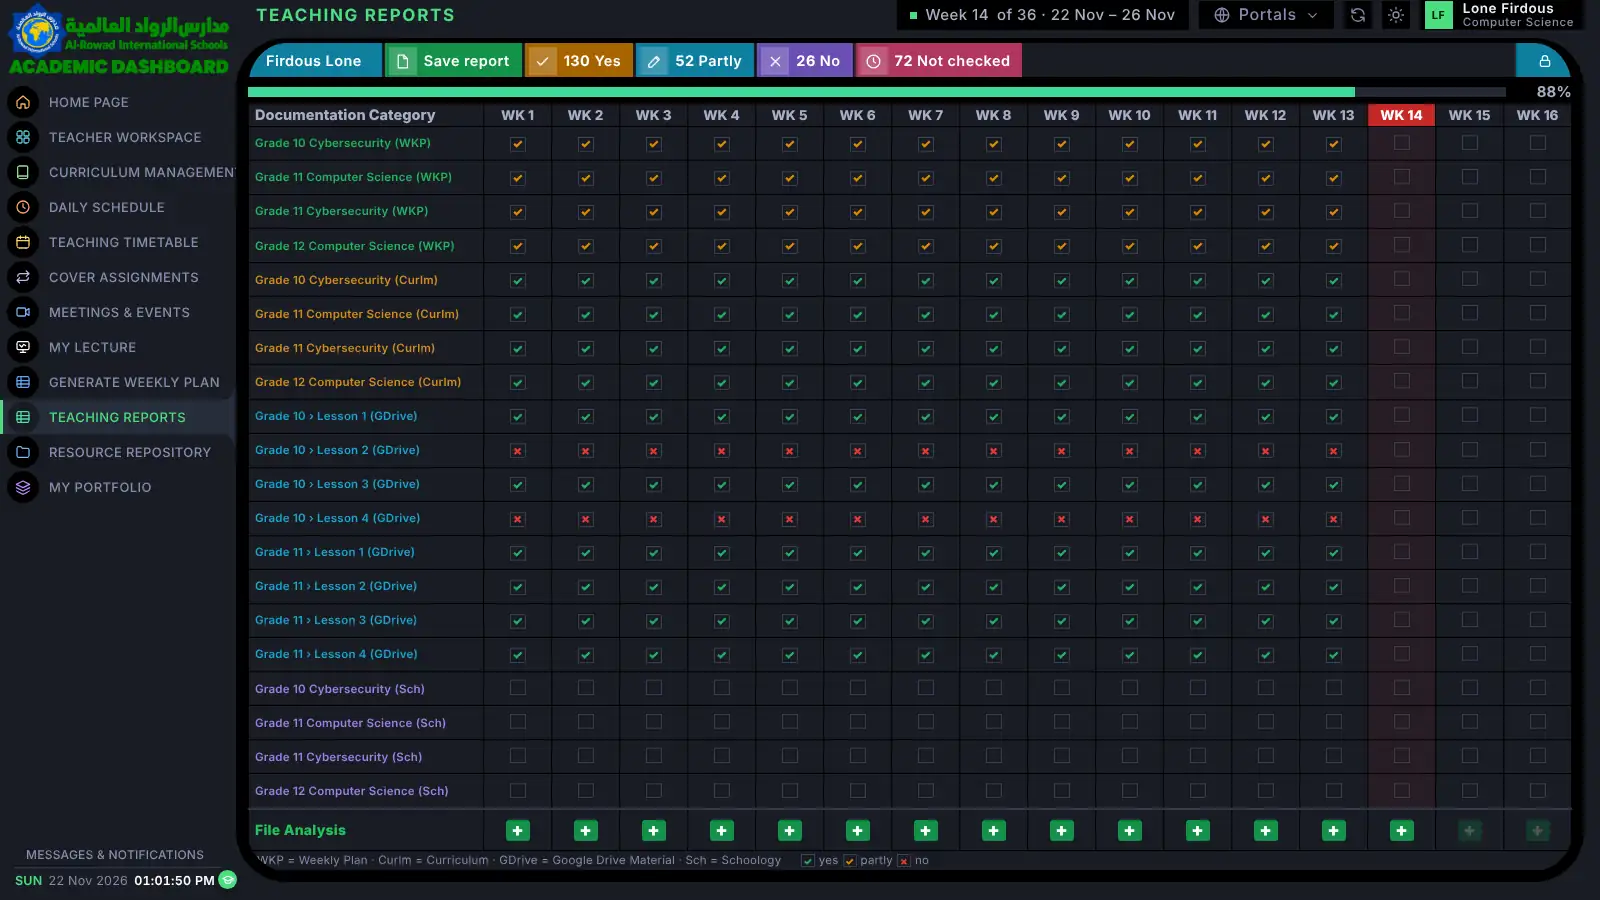 مدارس الرواد العالمية
Al-Rowad International Schools
ACADEMIC DASHBOARD
TEACHING REPORTS
Week 14 of 36 · 22 Nov – 26 Nov
Portals
LF
Lone Firdous
Computer Science
Firdous Lone
Save report
130 Yes
52 Partly
26 No
72 Not checked
88%
HOME PAGE
TEACHER WORKSPACE
CURRICULUM MANAGEMEN
DAILY SCHEDULE
TEACHING TIMETABLE
COVER ASSIGNMENTS
MEETINGS & EVENTS
MY LECTURE
GENERATE WEEKLY PLAN
TEACHING REPORTS
RESOURCE REPOSITORY
MY PORTFOLIO
Documentation Category WK 1 WK 2 WK 3 WK 4 WK 5 WK 6 WK 7 WK 8 WK 9 WK 10 WK 11 WK 12 WK 13 WK 14 WK 15 WK 16
Grade 10 Cybersecurity (WKP)
Grade 11 Computer Science (WKP)
Grade 11 Cybersecurity (WKP)
Grade 12 Computer Science (WKP)
Grade 10 Cybersecurity (Curlm)
Grade 11 Computer Science (Curlm)
Grade 11 Cybersecurity (Curlm)
Grade 12 Computer Science (Curlm)
Grade 10 › Lesson 1 (GDrive)
Grade 10 › Lesson 2 (GDrive)
Grade 10 › Lesson 3 (GDrive)
Grade 10 › Lesson 4 (GDrive)
Grade 11 › Lesson 1 (GDrive)
Grade 11 › Lesson 2 (GDrive)
Grade 11 › Lesson 3 (GDrive)
Grade 11 › Lesson 4 (GDrive)
Grade 10 Cybersecurity (Sch)
Grade 11 Computer Science (Sch)
Grade 11 Cybersecurity (Sch)
Grade 12 Computer Science (Sch)
File Analysis
WKP = Weekly Plan · Curlm = Curriculum · GDrive = Google Drive Material · Sch = Schoology yes partly no
MESSAGES & NOTIFICATIONS
SUN 22 Nov 2026 01:01:50 PM